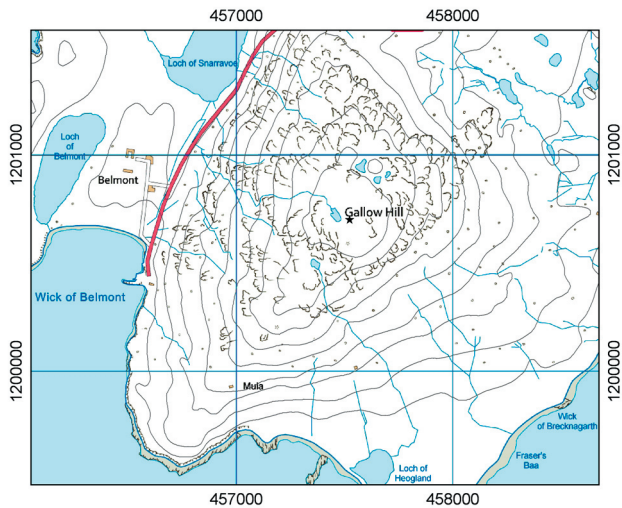 457000
458000
Loch of Snarravoe
Loch
of
Belmont
1201000
1201000
Belmont
Gallow Hill
Wick of Belmont
1200000
1200000
Mula
Wick
of Brecknagarth
Fraser's
Baa
Loch of
Heogland
457000
458000